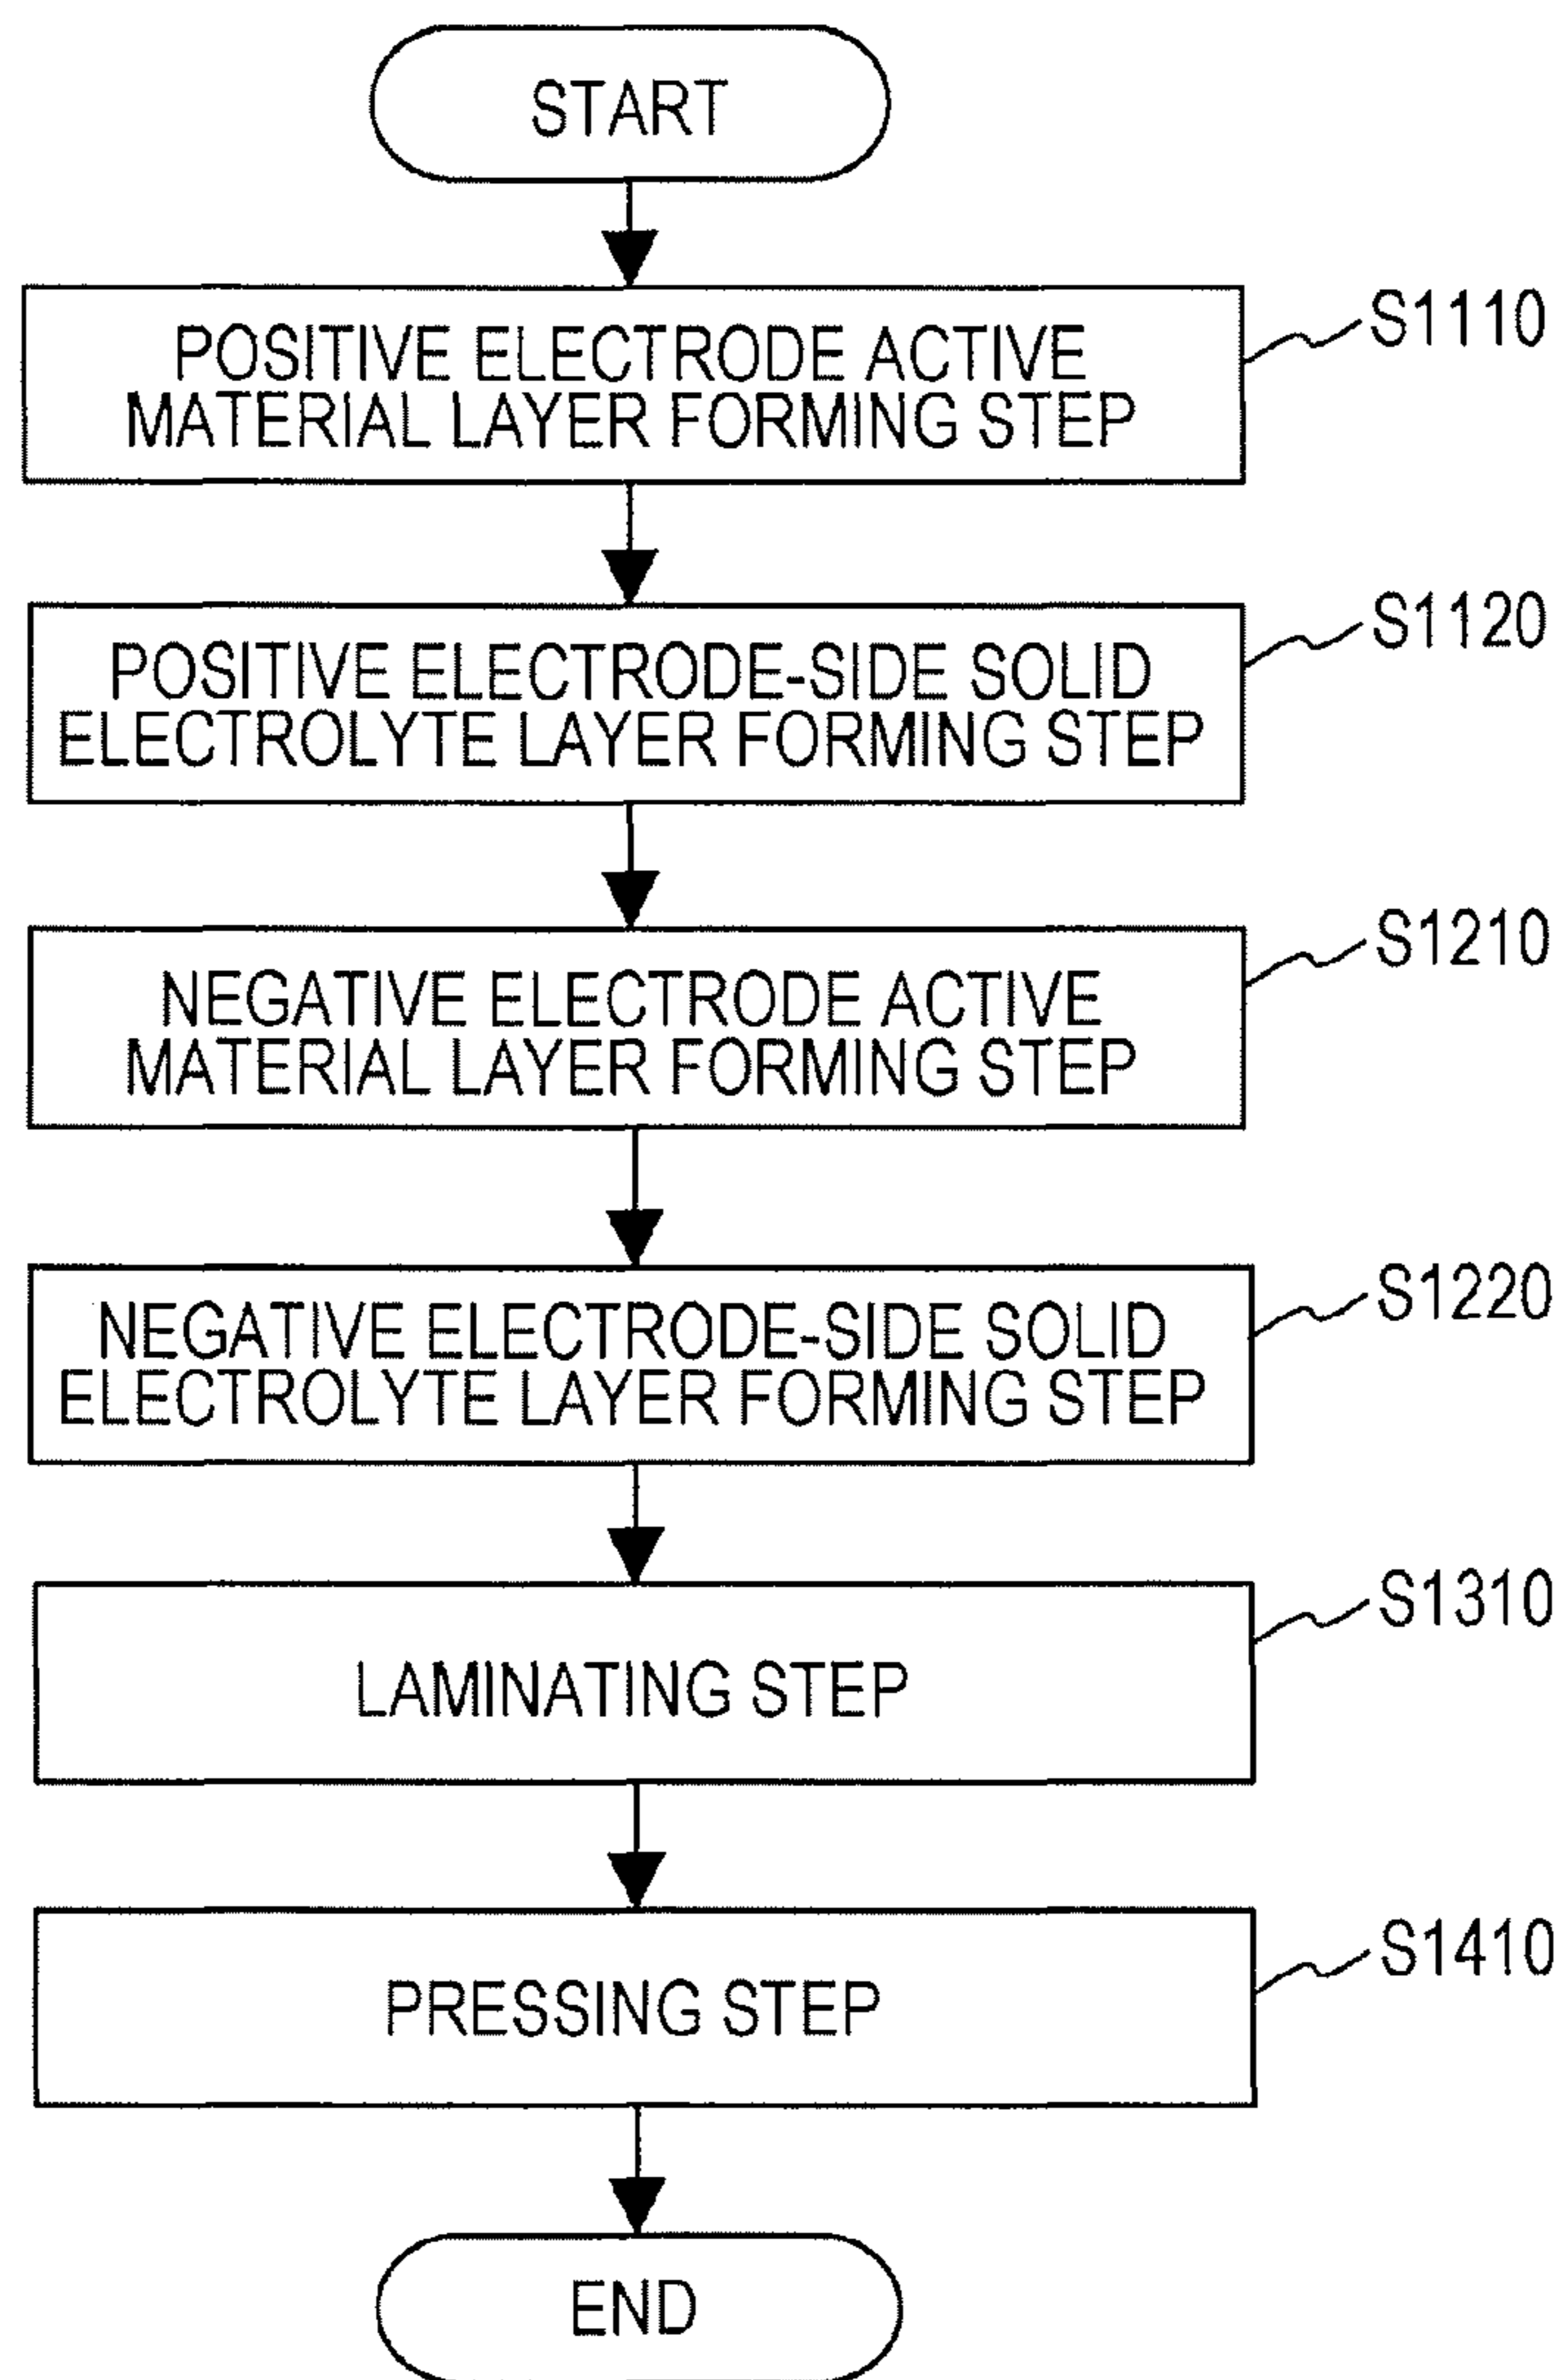 START
POSITIVE ELECTRODE ACTIVE
MATERIAL LAYER FORMING STEP
S1110
POSITIVE ELECTRODE-SIDE SOLID
ELECTROLYTE LAYER FORMING STEP
S1120
NEGATIVE ELECTRODE ACTIVE
MATERIAL LAYER FORMING STEP
S1210
NEGATIVE ELECTRODE-SIDE SOLID
ELECTROLYTE LAYER FORMING STEP
S1220
LAMINATING STEP
S1310
PRESSING STEP
S1410
END